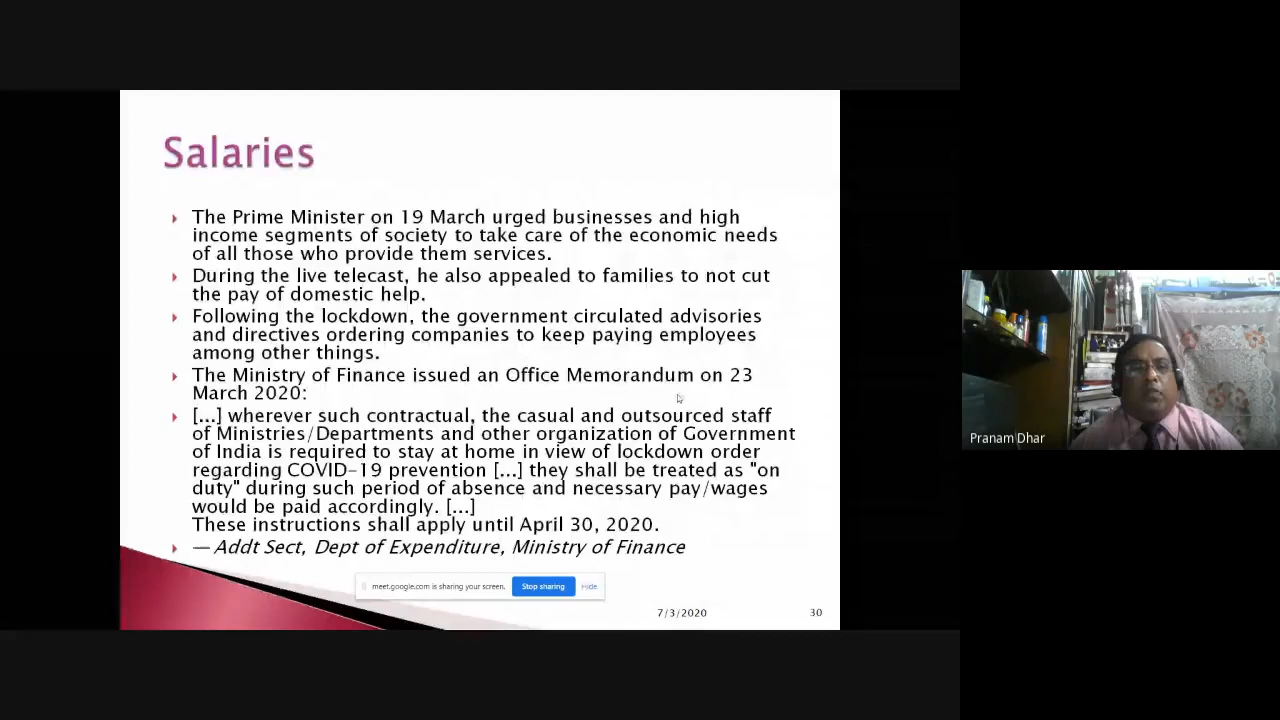 Salaries
The Prime Minister on 19 March urged businesses and high
income segments of society to take care of the economic needs
of all those who provide them services.
During the live telecast, he also appealed to families to not cut
the pay of domestic help.
Following the lockdown, the government circulated advisories
and directives ordering companies to keep paying employees
among other things.
The Ministry of Finance issued an Office Memorandum on 23
March 2020:
[...] wherever such contractual, the casual and outsourced staff
of Ministries/Departments and other organization of Government
of India is required to stay at home in view of lockdown order
regarding COVID-19 prevention [...] they shall be treated as "on
duty" during such period of absence and necessary pay/wages
would be paid accordingly. [...]
These instructions shall apply until April 30, 2020.
— Addt Sect, Dept of Expenditure, Ministry of Finance
meet.google.com is sharing your screen. Stop sharing Hide
7/3/2020 30
Pranam Dhar